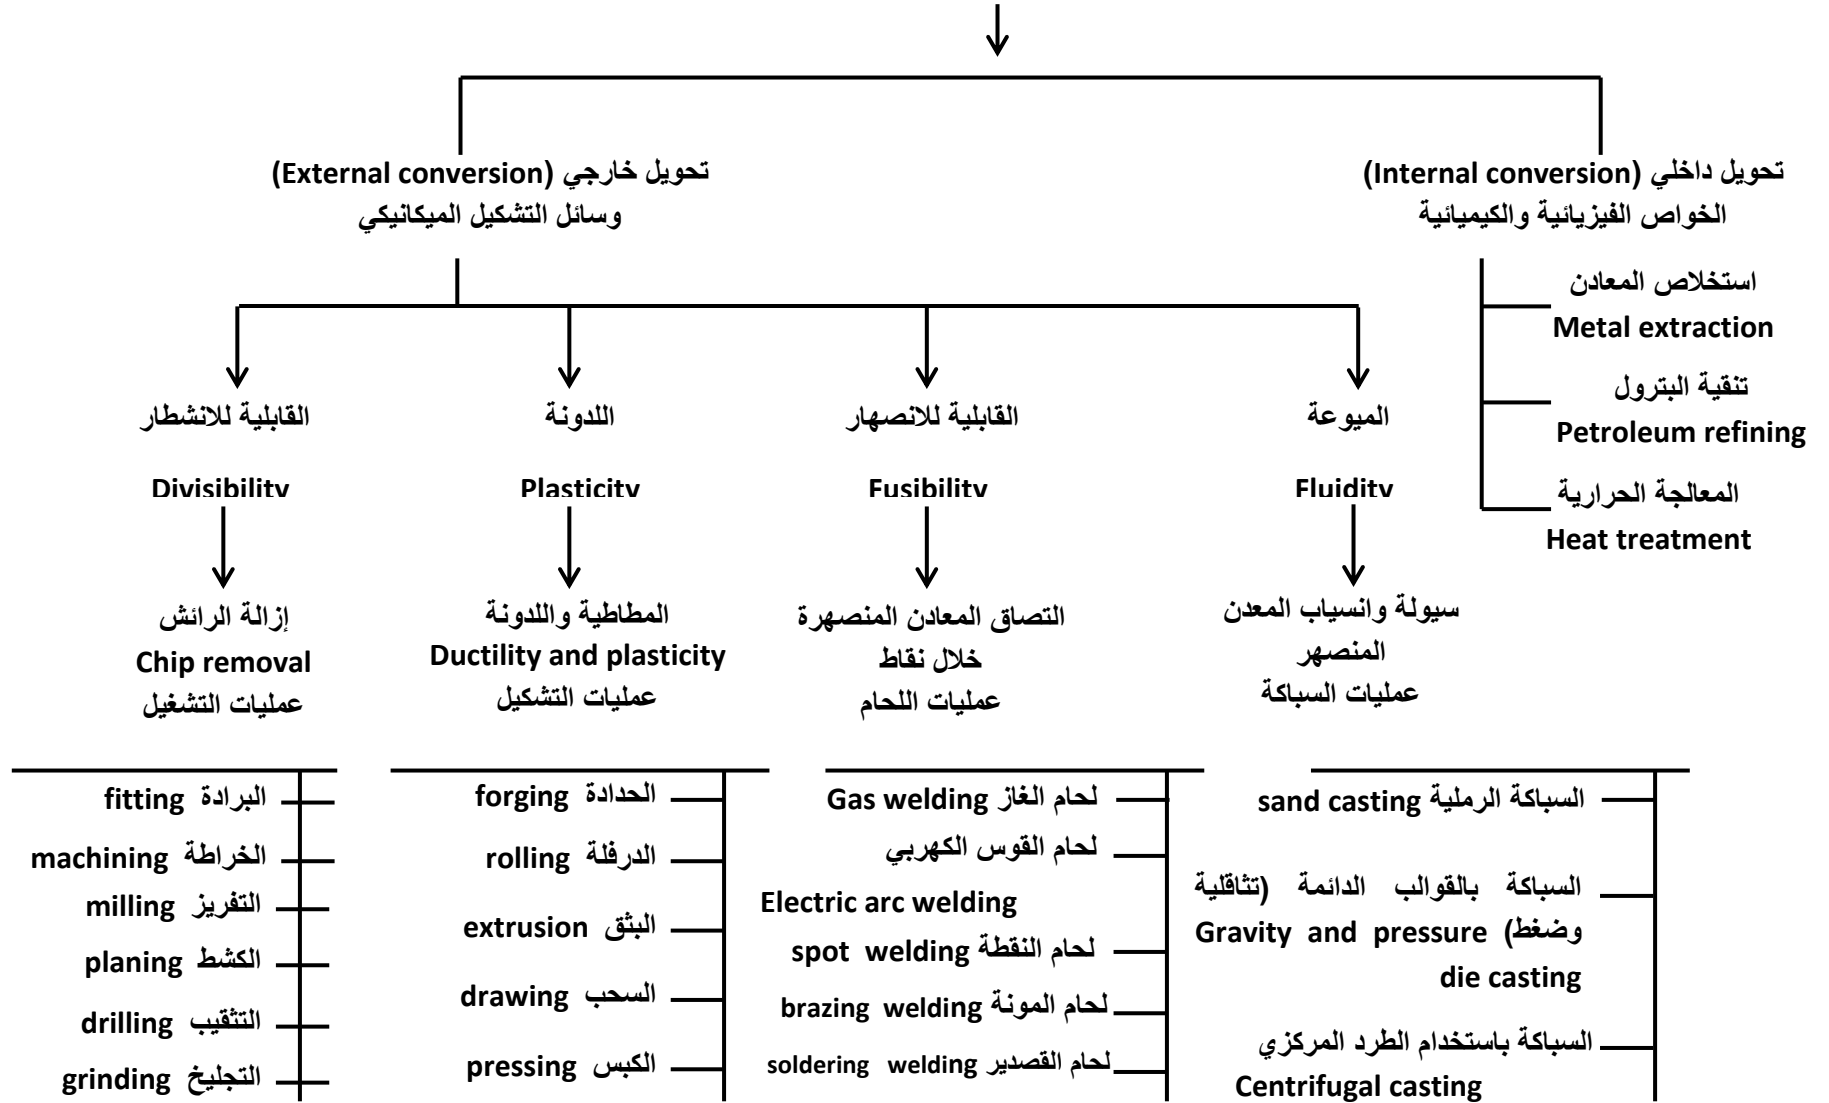 تحويل داخلي (Internal conversion)
الخواص الفيزيائية والكيميائية
استخلاص المعادن
Metal extraction
تنقية البترول
Petroleum refining
المعالجة الحرارية
Heat treatment
تحويل خارجي (External conversion)
وسائل التشكيل الميكانيكي
الميوعة
Fluidity
سيولة وانسياب المعدن
المنصهر
عمليات السباكة
السباكة الرملية sand casting
السباكة بالقوالب الدائمة (تثاقلية
وضغط) Gravity and pressure
die casting
السباكة باستخدام الطرد المركزي
Centrifugal casting
القابلية للانصهار
Fusibility
التصاق المعادن المنصهرة
خلال نقاط
عمليات اللحام
لحام الغاز Gas welding
لحام القوس الكهربي
Electric arc welding
لحام النقطة spot welding
لحام المونة brazing welding
لحام القصدير soldering welding
اللدونة
Plasticity
المطاطية واللدونة
Ductility and plasticity
عمليات التشكيل
الحدادة forging
الدرفلة rolling
البثق extrusion
السحب drawing
الكبس pressing
القابلية للانشطار
Divisibility
إزالة الرائش
Chip removal
عمليات التشغيل
البرادة fitting
الخراطة machining
التفريز milling
الكشط planing
التثقيب drilling
التجليخ grinding